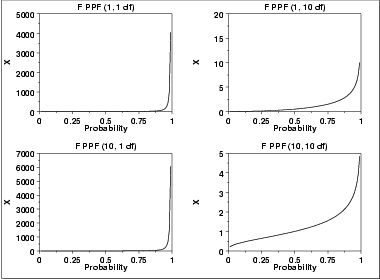 F PPF (1, 1 df)
5000
4000
3000
2000
1000
0
X
0 0.25 0.5 0.75 1
Probability
F PPF (1, 10 df)
20
15
10
5
0
X
0 0.25 0.5 0.75 1
Probability
F PPF (10, 1 df)
7000
6000
5000
4000
3000
2000
1000
0
X
0 0.25 0.5 0.75 1
Probability
F PPF (10, 10 df)
5
4
3
2
1
0
X
0 0.25 0.5 0.75 1
Probability